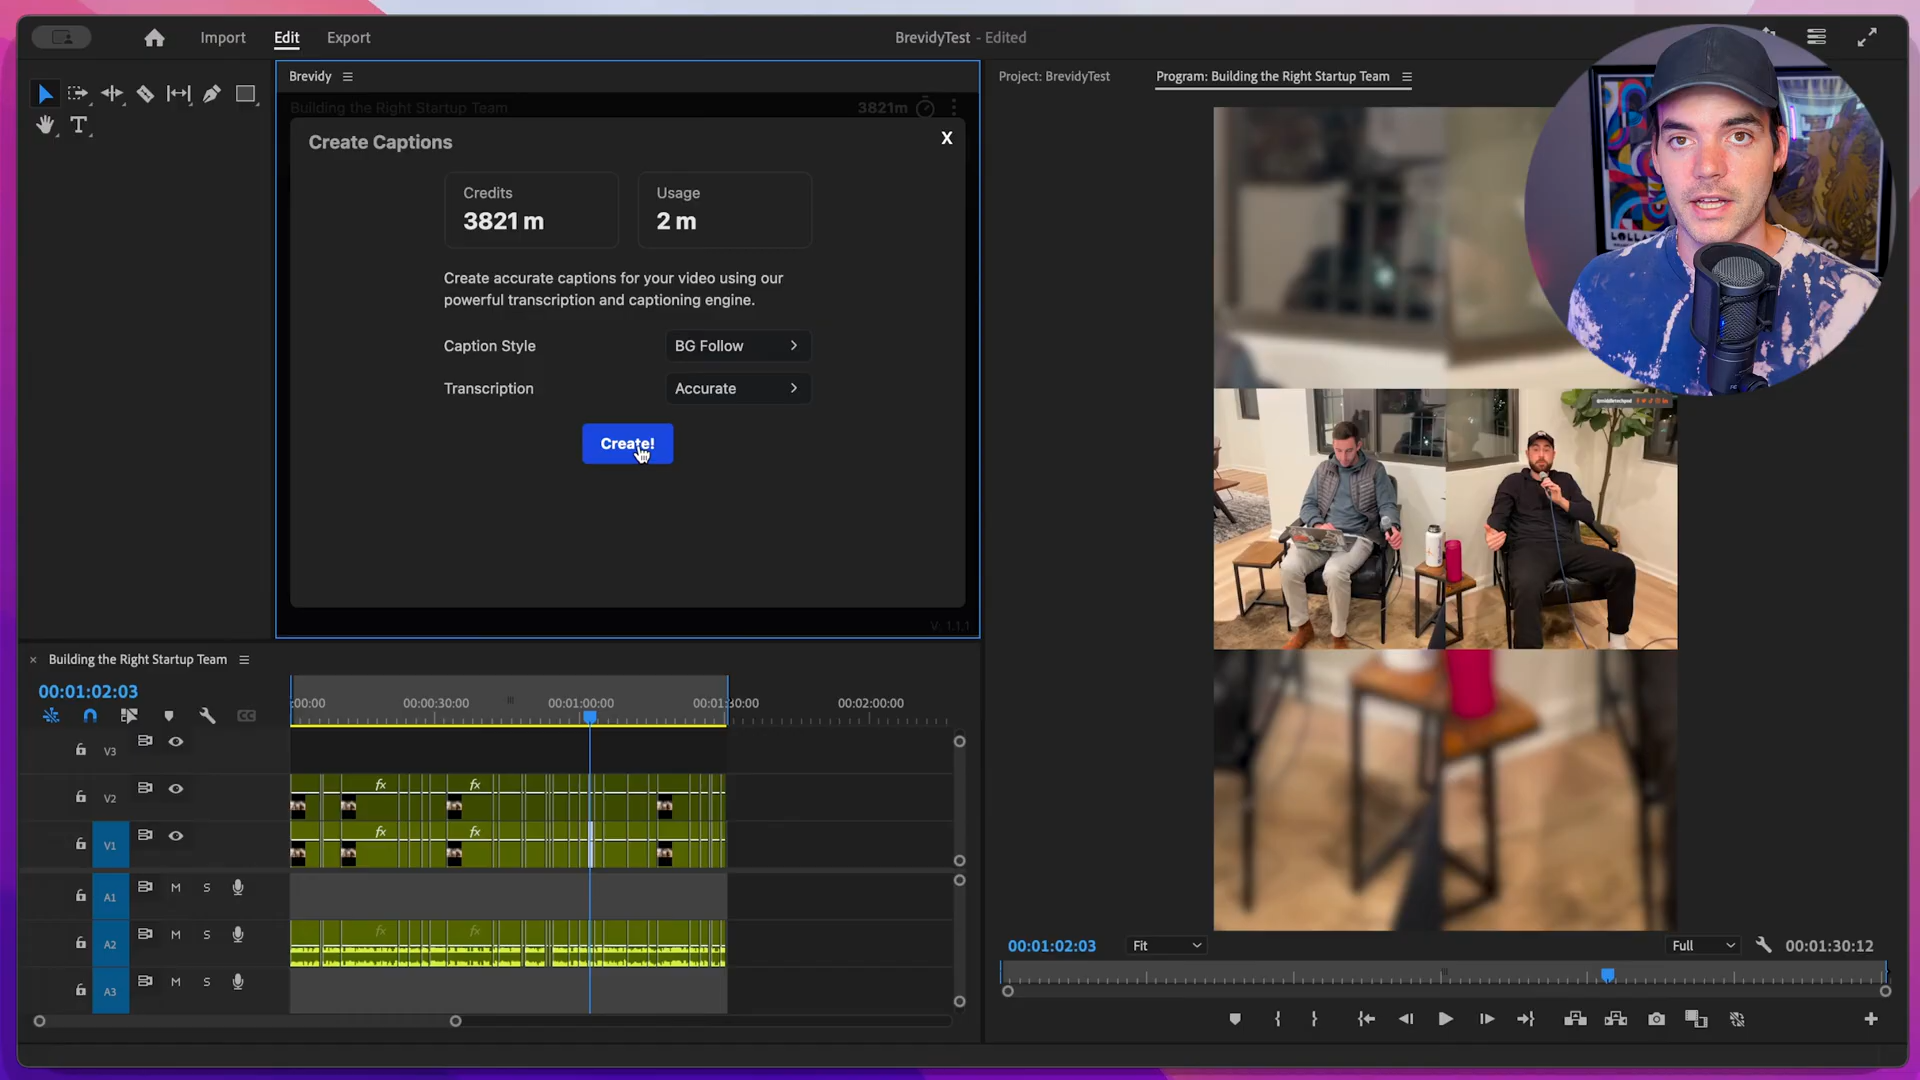 Import
Edit
Export
BrevidyTest - Edited
Brevidy
Building the Right Startup Team
3821m
Create Captions
X
Credits
3821 m
Usage
2 m
Create accurate captions for your video using our
powerful transcription and captioning engine.
Caption Style
BG Follow
Transcription
Accurate
Create!
V: 1.1.1
Project: BrevidyTest
Program: Building the Right Startup Team
LOLLA
T
× Building the Right Startup Team
00:01:02:03
:00:00
00:00:30:00
00:01:00:00
00:01:30:00
00:02:00:00
CC
V3
V2
fx
fx
V1
fx
fx
A1
M
S
A2
M
S
fx
fx
A3
M
S
00:01:02:03
Fit
Full
00:01:30:12